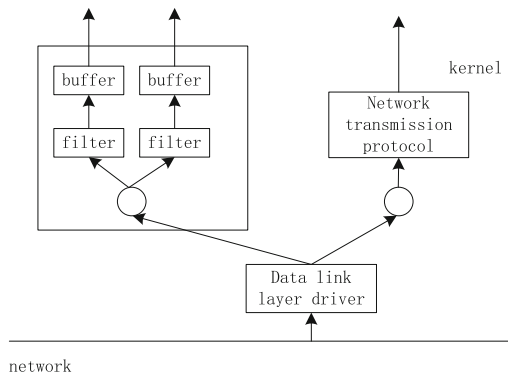 buffer
buffer
kernel
filter
filter
Network
transmission
protocol
Data link
layer driver
network